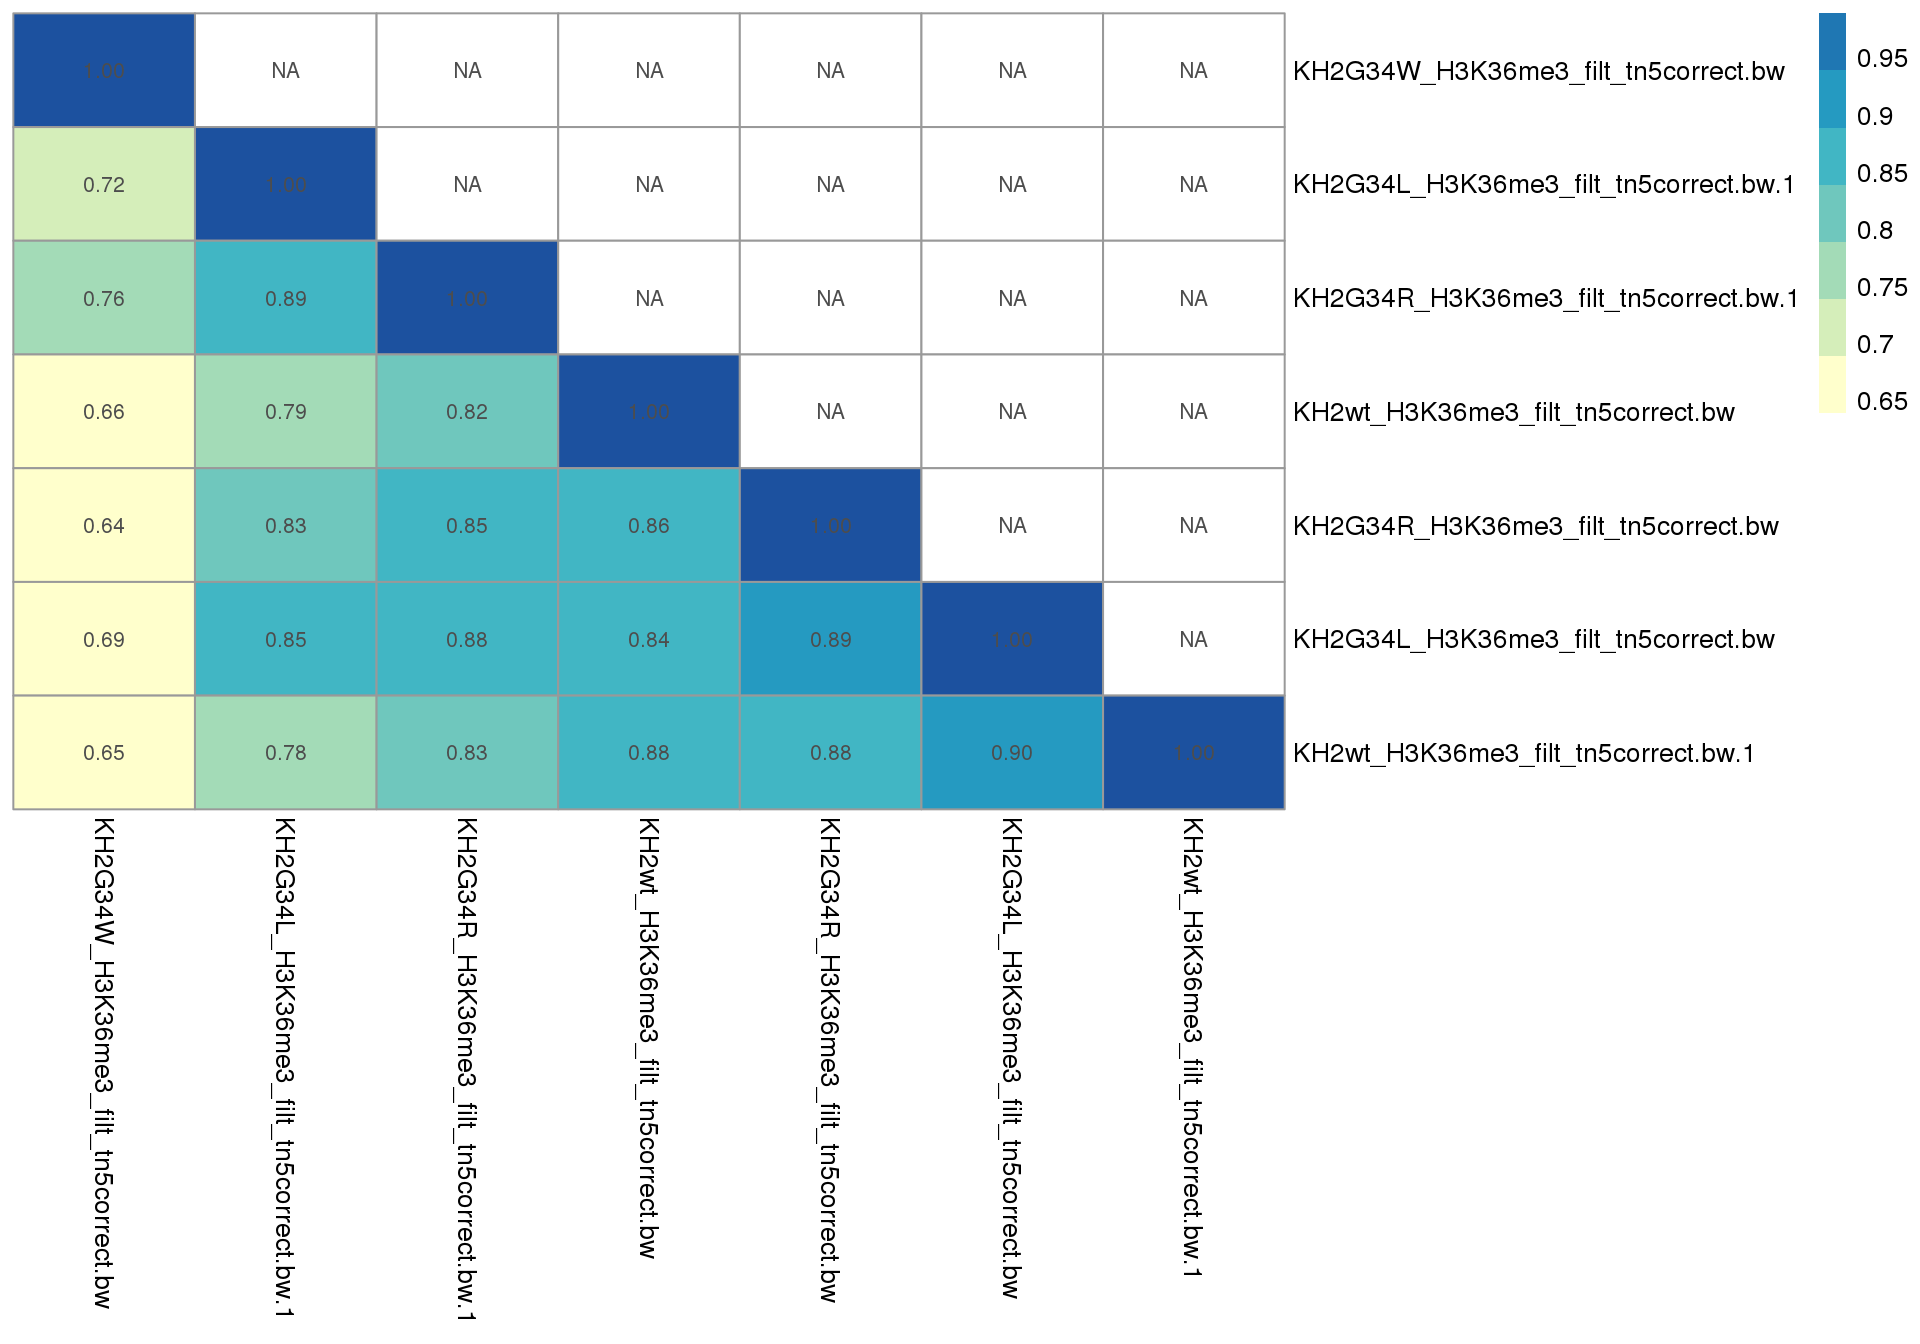 1.00 NA NA NA NA NA NA KH2G34W_H3K36me3_filt_tn5correct.bw
0.72 1.00 NA NA NA NA NA KH2G34L_H3K36me3_filt_tn5correct.bw.1
0.76 0.89 1.00 NA NA NA NA KH2G34R_H3K36me3_filt_tn5correct.bw.1
0.66 0.79 0.82 1.00 NA NA NA KH2wt_H3K36me3_filt_tn5correct.bw
0.64 0.83 0.85 0.86 1.00 NA NA KH2G34R_H3K36me3_filt_tn5correct.bw
0.69 0.85 0.88 0.84 0.89 1.00 NA KH2G34L_H3K36me3_filt_tn5correct.bw
0.65 0.78 0.83 0.88 0.88 0.90 1.00 KH2wt_H3K36me3_filt_tn5correct.bw.1
KH2G34W_H3K36me3_filt_tn5correct.bw
KH2G34L_H3K36me3_filt_tn5correct.bw.1
KH2G34R_H3K36me3_filt_tn5correct.bw.1
KH2wt_H3K36me3_filt_tn5correct.bw
KH2G34R_H3K36me3_filt_tn5correct.bw
KH2G34L_H3K36me3_filt_tn5correct.bw
KH2wt_H3K36me3_filt_tn5correct.bw.1
0.95
0.9
0.85
0.8
0.75
0.7
0.65